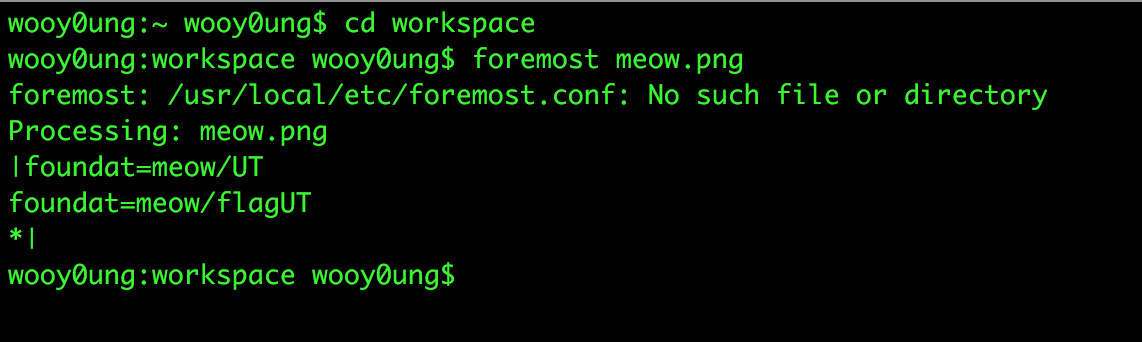 wooy0ung:~ wooy0ung$ cd workspace
wooy0ung:workspace wooy0ung$ foremost meow.png
foremost: /usr/local/etc/foremost.conf: No such file or directory
Processing: meow.png
|foundat=meow/UT
foundat=meow/flagUT
*|
wooy0ung:workspace wooy0ung$